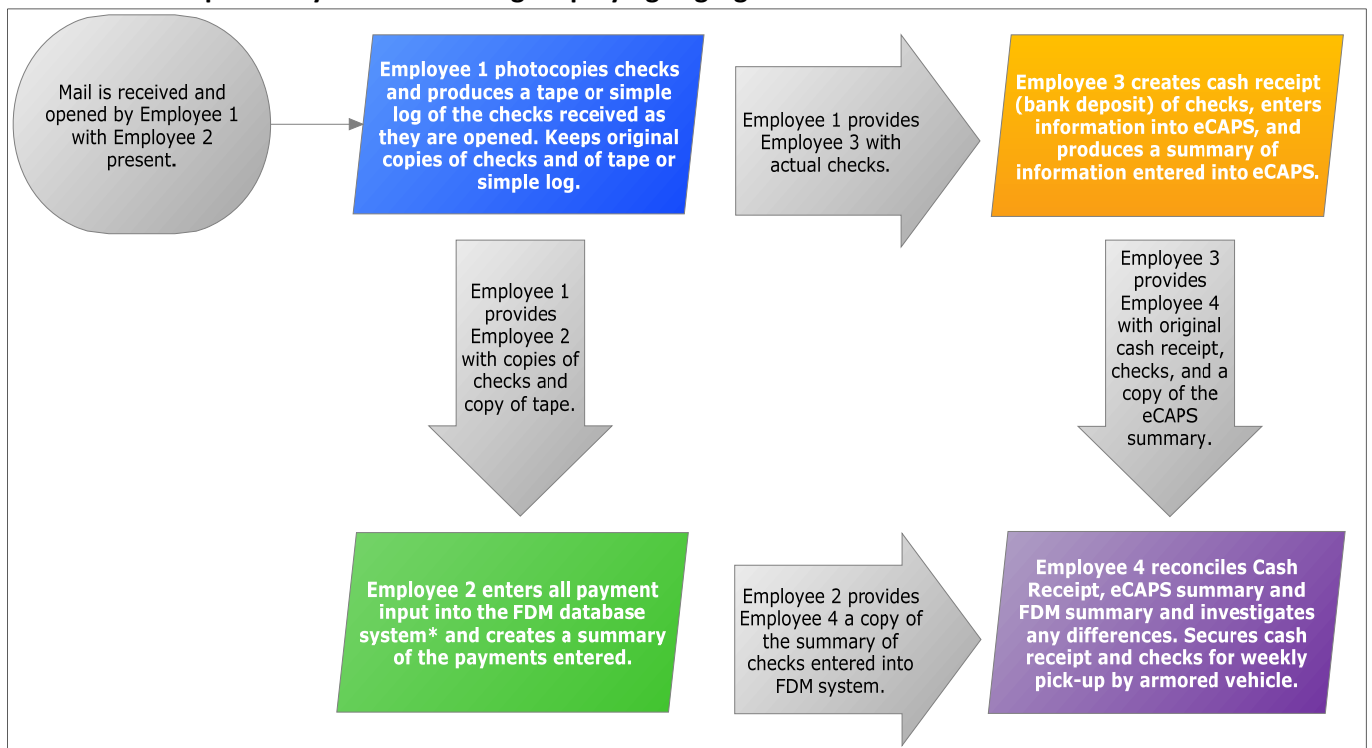 Mail is received and
opened by Employee 1
with Employee 2
present.
Employee 1 photocopies checks
and produces a tape or simple
log of the checks received as
they are opened. Keeps original
copies of checks and of tape or
simple log.
Employee 1 provides
Employee 3 with
actual checks.
Employee 3 creates cash receipt
(bank deposit) of checks, enters
information into eCAPS, and
produces a summary of
information entered into eCAPS.
Employee 1
provides
Employee 2
with copies of
checks and
copy of tape.
Employee 3
provides
Employee 4
with original
cash receipt,
checks, and a
copy of the
eCAPS
summary.
Employee 2 enters all payment
input into the FDM database
system* and creates a summary
of the payments entered.
Employee 2 provides
Employee 4 a copy of
the summary of
checks entered into
FDM system.
Employee 4 reconciles Cash
Receipt, eCAPS summary and
FDM summary and investigates
any differences. Secures cash
receipt and checks for weekly
pick-up by armored vehicle.